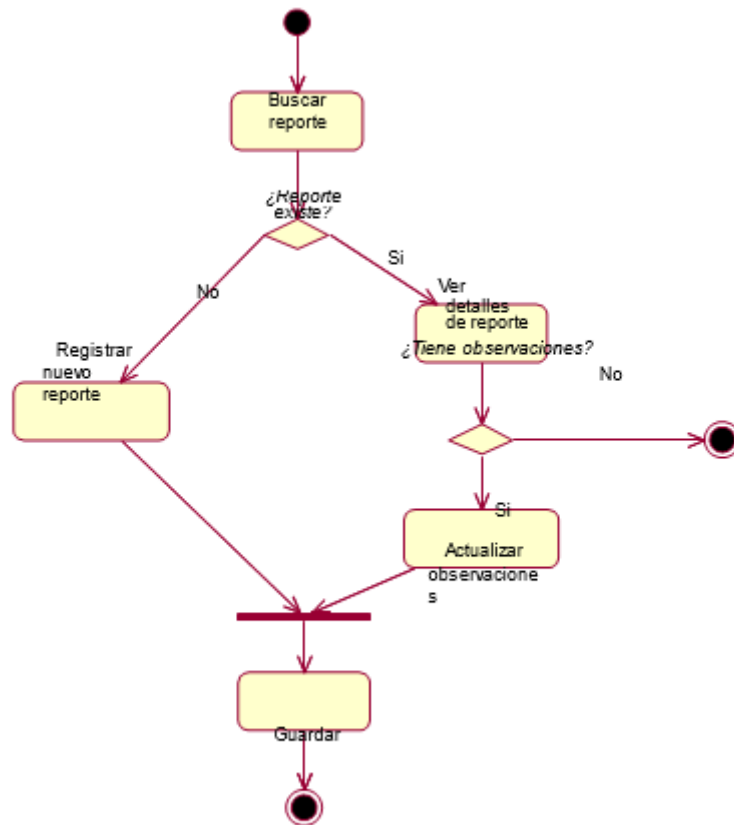 Buscar
reporte
¿Reporte
existe?
Si
No
Ver
detalles
de reporte
¿Tiene observaciones?
No
Registrar
nuevo
reporte
Si
Actualizar
observacione
s
Guardar